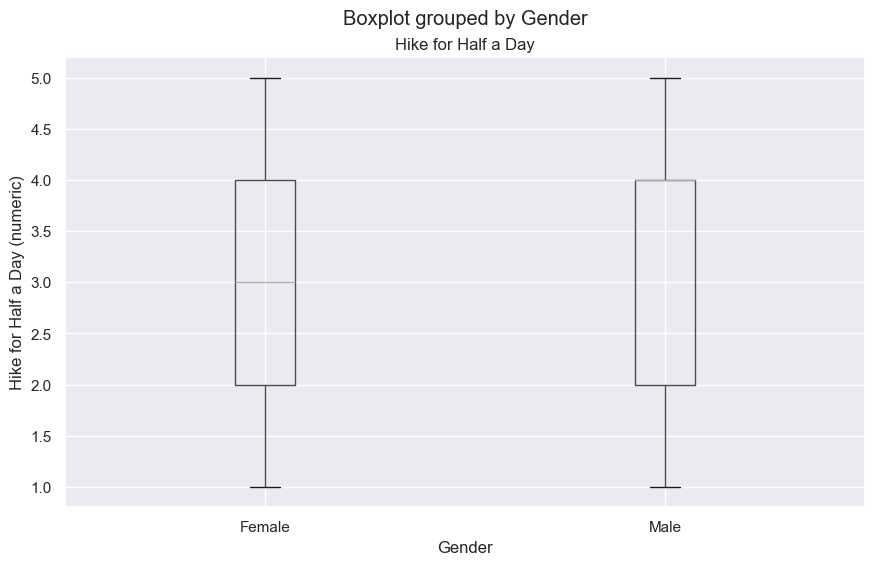 Boxplot grouped by Gender
Hike for Half a Day
Hike for Half a Day (numeric)
5.0
4.5
4.0
3.5
3.0
2.5
2.0
1.5
1.0
Female
Male
Gender